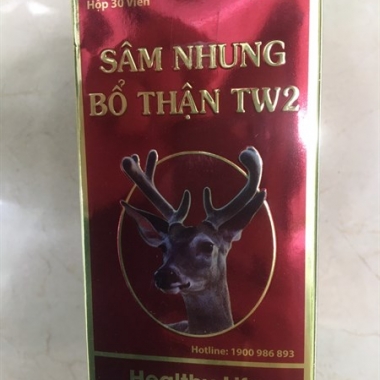 Hộp 30 Viên
SÂM NHUNG
BỔ THẬN TW2
Hotline: 1900 986 893